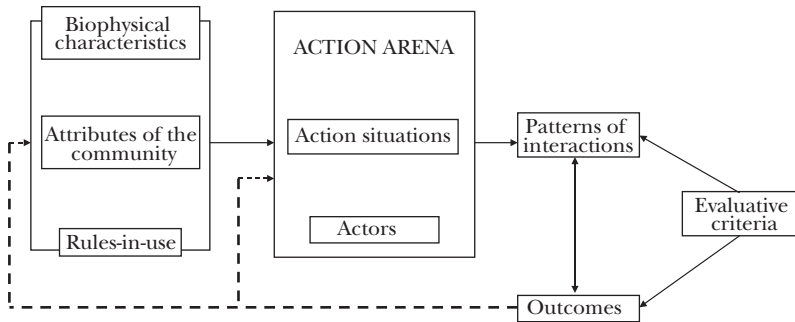 Biophysical
characteristics
Attributes of the
community
Rules-in-use
ACTION ARENA
Action situations
Actors
Patterns of
interactions
Outcomes
Evaluative
criteria